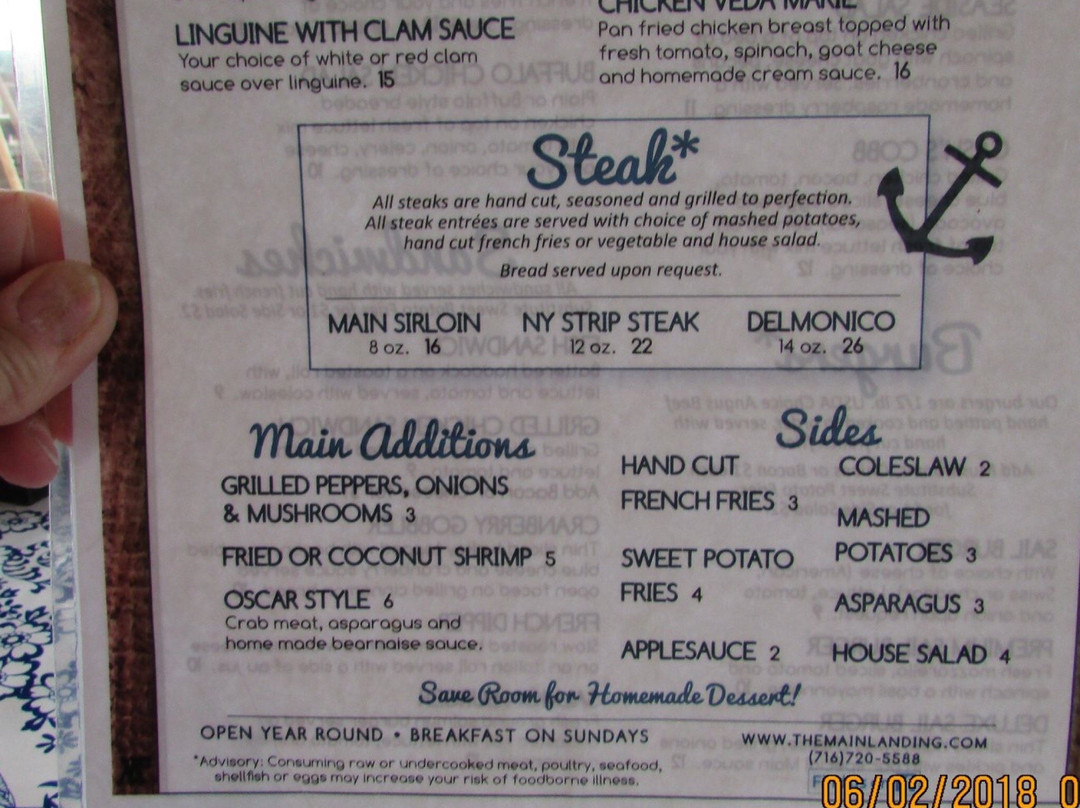 LINGUINE WITH CLAM SAUCE
Your choice of white or red clam
sauce over linguine. 15
CHICKEN VEDA MARIE
Pan fried chicken breast topped with
fresh tomato, spinach, goat cheese
and homemade cream sauce. 16
Steak*
All steaks are hand cut, seasoned and grilled to perfection.
All steak entrées are served with choice of mashed potatoes,
hand cut french fries or vegetable and house salad.
Bread served upon request.
MAIN SIRLOIN
8 oz. 16
NY STRIP STEAK
12 oz. 22
DELMONICO
14 oz. 26
Main Additions
GRILLED PEPPERS, ONIONS
& MUSHROOMS 3
FRIED OR COCONUT SHRIMP 5
OSCAR STYLE 6
Crab meat, asparagus and
home made bearnaise sauce.
Sides
HAND CUT
FRENCH FRIES 3
SWEET POTATO
FRIES 4
APPLESAUCE 2
COLESLAW 2
MASHED
POTATOES 3
ASPARAGUS 3
HOUSE SALAD 4
Save Room for Homemade Dessert!
OPEN YEAR ROUND • BREAKFAST ON SUNDAYS
*Advisory: Consuming raw or undercooked meat, poultry, seafood,
shellfish or eggs may increase your risk of foodborne illness.
WWW.THEMAINLANDING.COM
(716)720-5588
06/02/2018 0